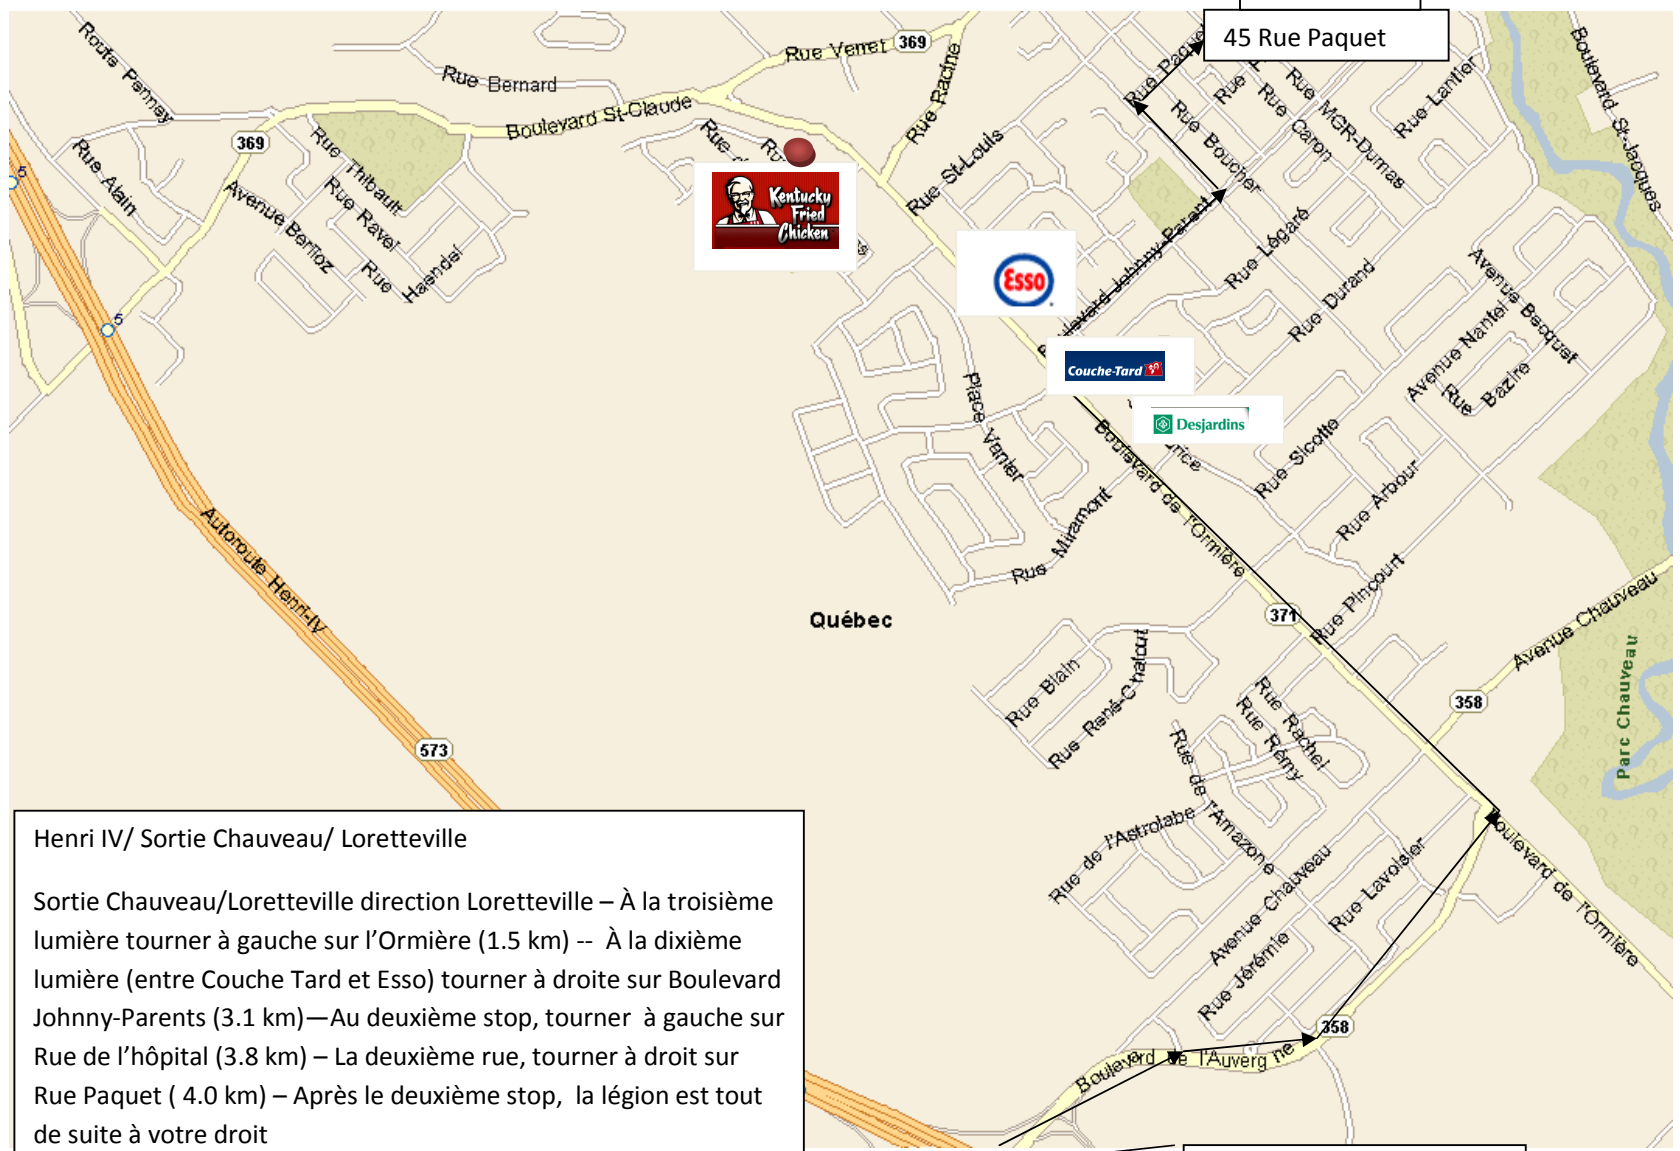 45 Rue Paquet
Route Penney
Rue Bernard
Rue Verret
369
Rue Racine
Rue Paquet
Boulevard St-Claude
Rue Lantier
Boulevard St-Jacques
369
Rue Alain
Rue Thibault
Rue St-Louis
Rue Boucher
Rue Caron
Rue MGR-Dumas
5
Avenue Berlioz
Rue Ravel
Rue Haendel
Kentucky
Fried
Chicken
Esso
Boulevard Johnny-Parent
Rue Légaré
Rue Durand
Avenue Nantel
Avenue Becquet
Rue Bazire
5
Couche-Tard
Desjardins
Place Vanier
Boulevard de l'Ormière
Rue Sicotte
Rue Arbour
Rue Miramont
Autoroute Henri-IV
Québec
371
Rue Pincourt
Avenue Chauveau
Parc Chauveau
Rue Blain
Rue René-Chaloult
358
573
Rue Rachel
Rue Rémy
Rue de l'Amazone
Rue de l'Astrolabe
Avenue Chauveau
Rue Lavoisier
Rue Jérémie
Boulevard de l'Ormière
358
Boulevard de l'Auvergne
Henri IV/ Sortie Chauveau/ Loretteville
Sortie Chauveau/Loretteville direction Loretteville – À la troisième
lumière tourner à gauche sur l’Ormière (1.5 km) -- À la dixième
lumière (entre Couche Tard et Esso) tourner à droite sur Boulevard
Johnny-Parents (3.1 km)—Au deuxième stop, tourner à gauche sur
Rue de l’hôpital (3.8 km) – La deuxième rue, tourner à droit sur
Rue Paquet ( 4.0 km) – Après le deuxième stop, la légion est tout
de suite à votre droit